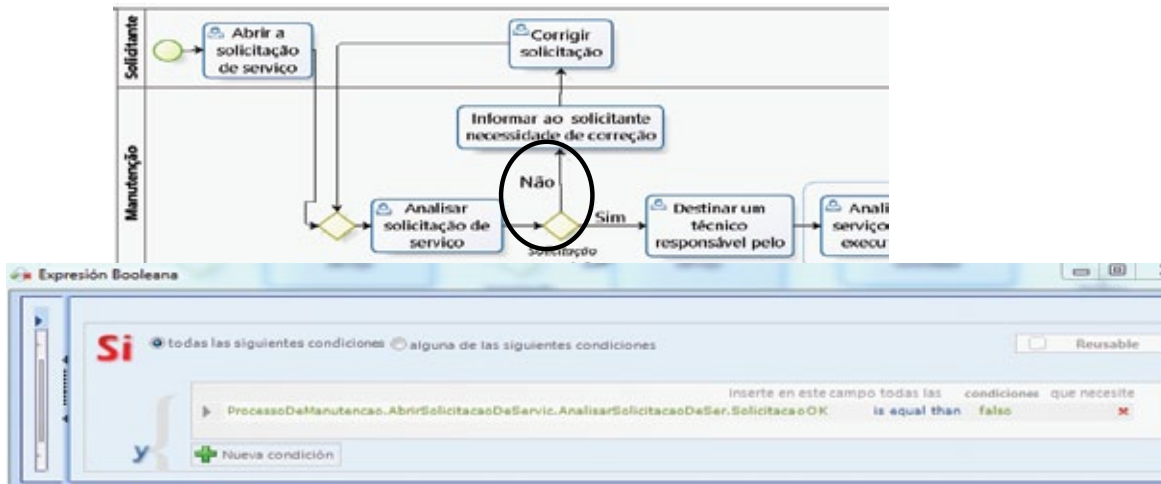 Solicitante
Abrir a
solicitação
de serviço
Corrigir
solicitação
Manutenção
Informar ao solicitante
necessidade de correção
Não
Analisar
solicitação de
serviço
Sim
Solicitação
Destinar um
técnico
responsável pelo
Anali
serviço
execu
Expresión Booleana
Si
todas las siguientes condiciones
alguna de las siguientes condiciones
Reusable
inserte en este campo todas las condiciones que necesite
ProcessoDeManutencao.AbrirSolicitacaoDeServic.AnalisarSolicitacaoDeSer.SolicitacaoOK is equal than falso
y
Nueva condición